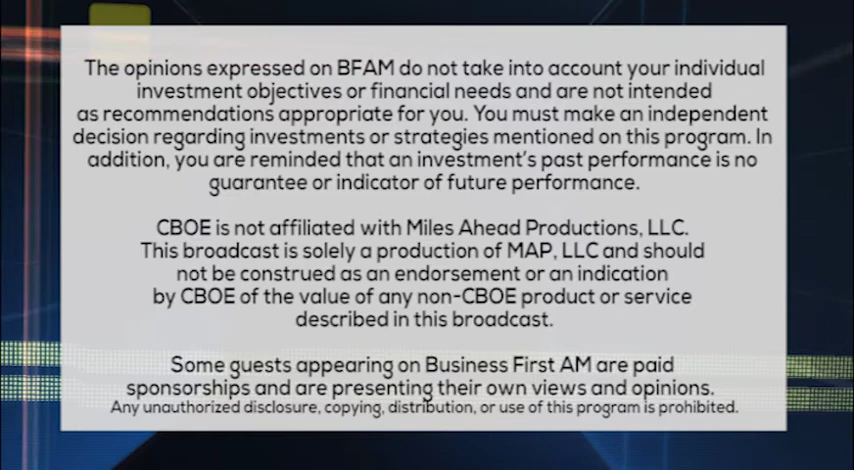 The opinions expressed on BFAM do not take into account your individual
investment objectives or financial needs and are not intended
as recommendations appropriate for you. You must make an independent
decision regarding investments or strategies mentioned on this program. In
addition, you are reminded that an investment's past performance is no
guarantee or indicator of future performance.
CBOE is not affiliated with Miles Ahead Productions, LLC.
This broadcast is solely a production of MAP, LLC and should
not be construed as an endorsement or an indication
by CBOE of the value of any non-CBOE product or service
described in this broadcast.
Some guests appearing on Business First AM are paid
sponsorships and are presenting their own views and opinions.
Any unauthorized disclosure, copying, distribution, or use of this program is prohibited.